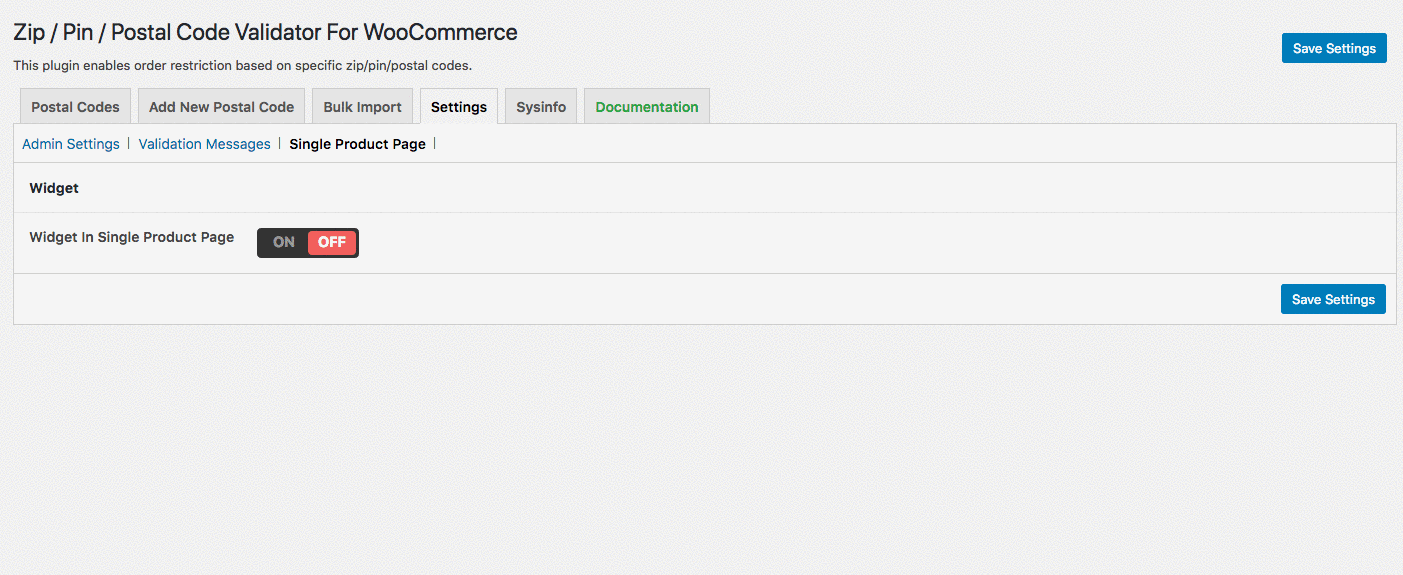 Zip / Pin / Postal Code Validator For WooCommerce
Save Settings
This plugin enables order restriction based on specific zip/pin/postal codes.
Postal Codes Add New Postal Code Bulk Import Settings Sysinfo Documentation
Admin Settings | Validation Messages | Single Product Page |
Widget
Widget In Single Product Page ON OFF
Save Settings